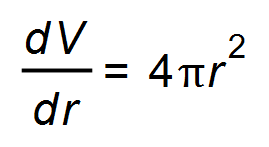 dV/dr = 4πr²